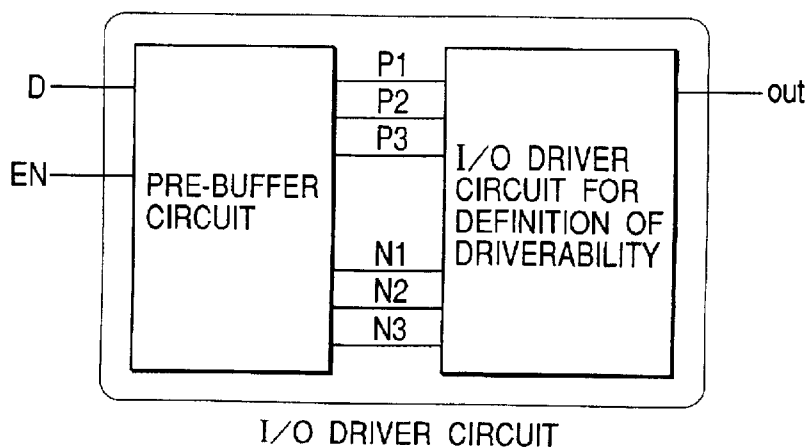 D
EN
PRE-BUFFER
CIRCUIT
P1
P2
P3
N1
N2
N3
I/O DRIVER
CIRCUIT FOR
DEFINITION OF
DRIVERABILITY
out
I/O DRIVER CIRCUIT